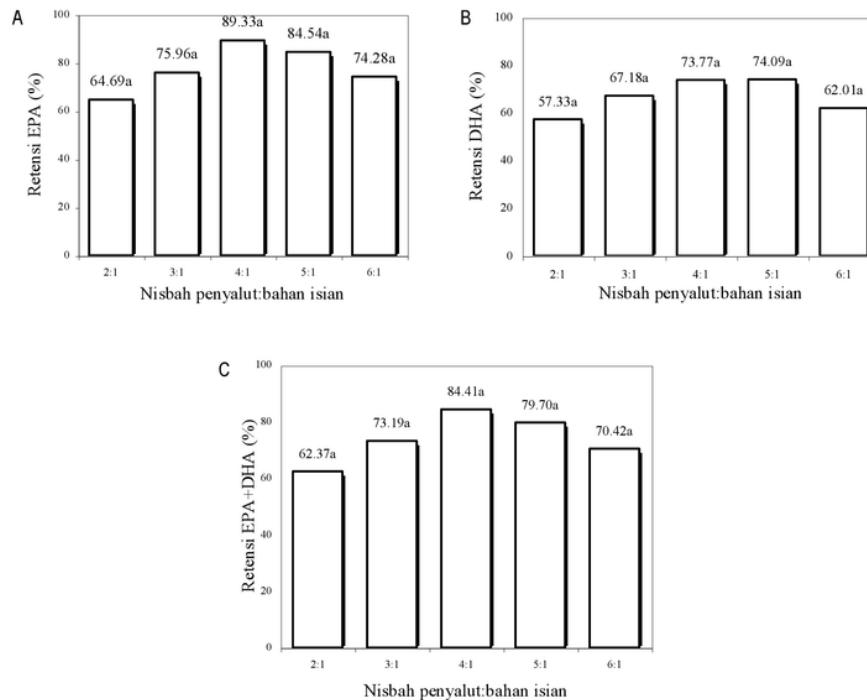 A
Retensi EPA (%)
100
80
60
40
20
0
64.69a
75.96a
89.33a
84.54a
74.28a
2:1
3:1
4:1
5:1
6:1
Nisbah penyalut:bahan isian
B
Retensi DHA (%)
100
80
60
40
20
0
57.33a
67.18a
73.77a
74.09a
62.01a
2:1
3:1
4:1
5:1
6:1
Nisbah penyalut:bahan isian
C
Retensi EPA+DHA (%)
100
80
60
40
20
0
62.37a
73.19a
84.41a
79.70a
70.42a
2:1
3:1
4:1
5:1
6:1
Nisbah penyalut:bahan isian